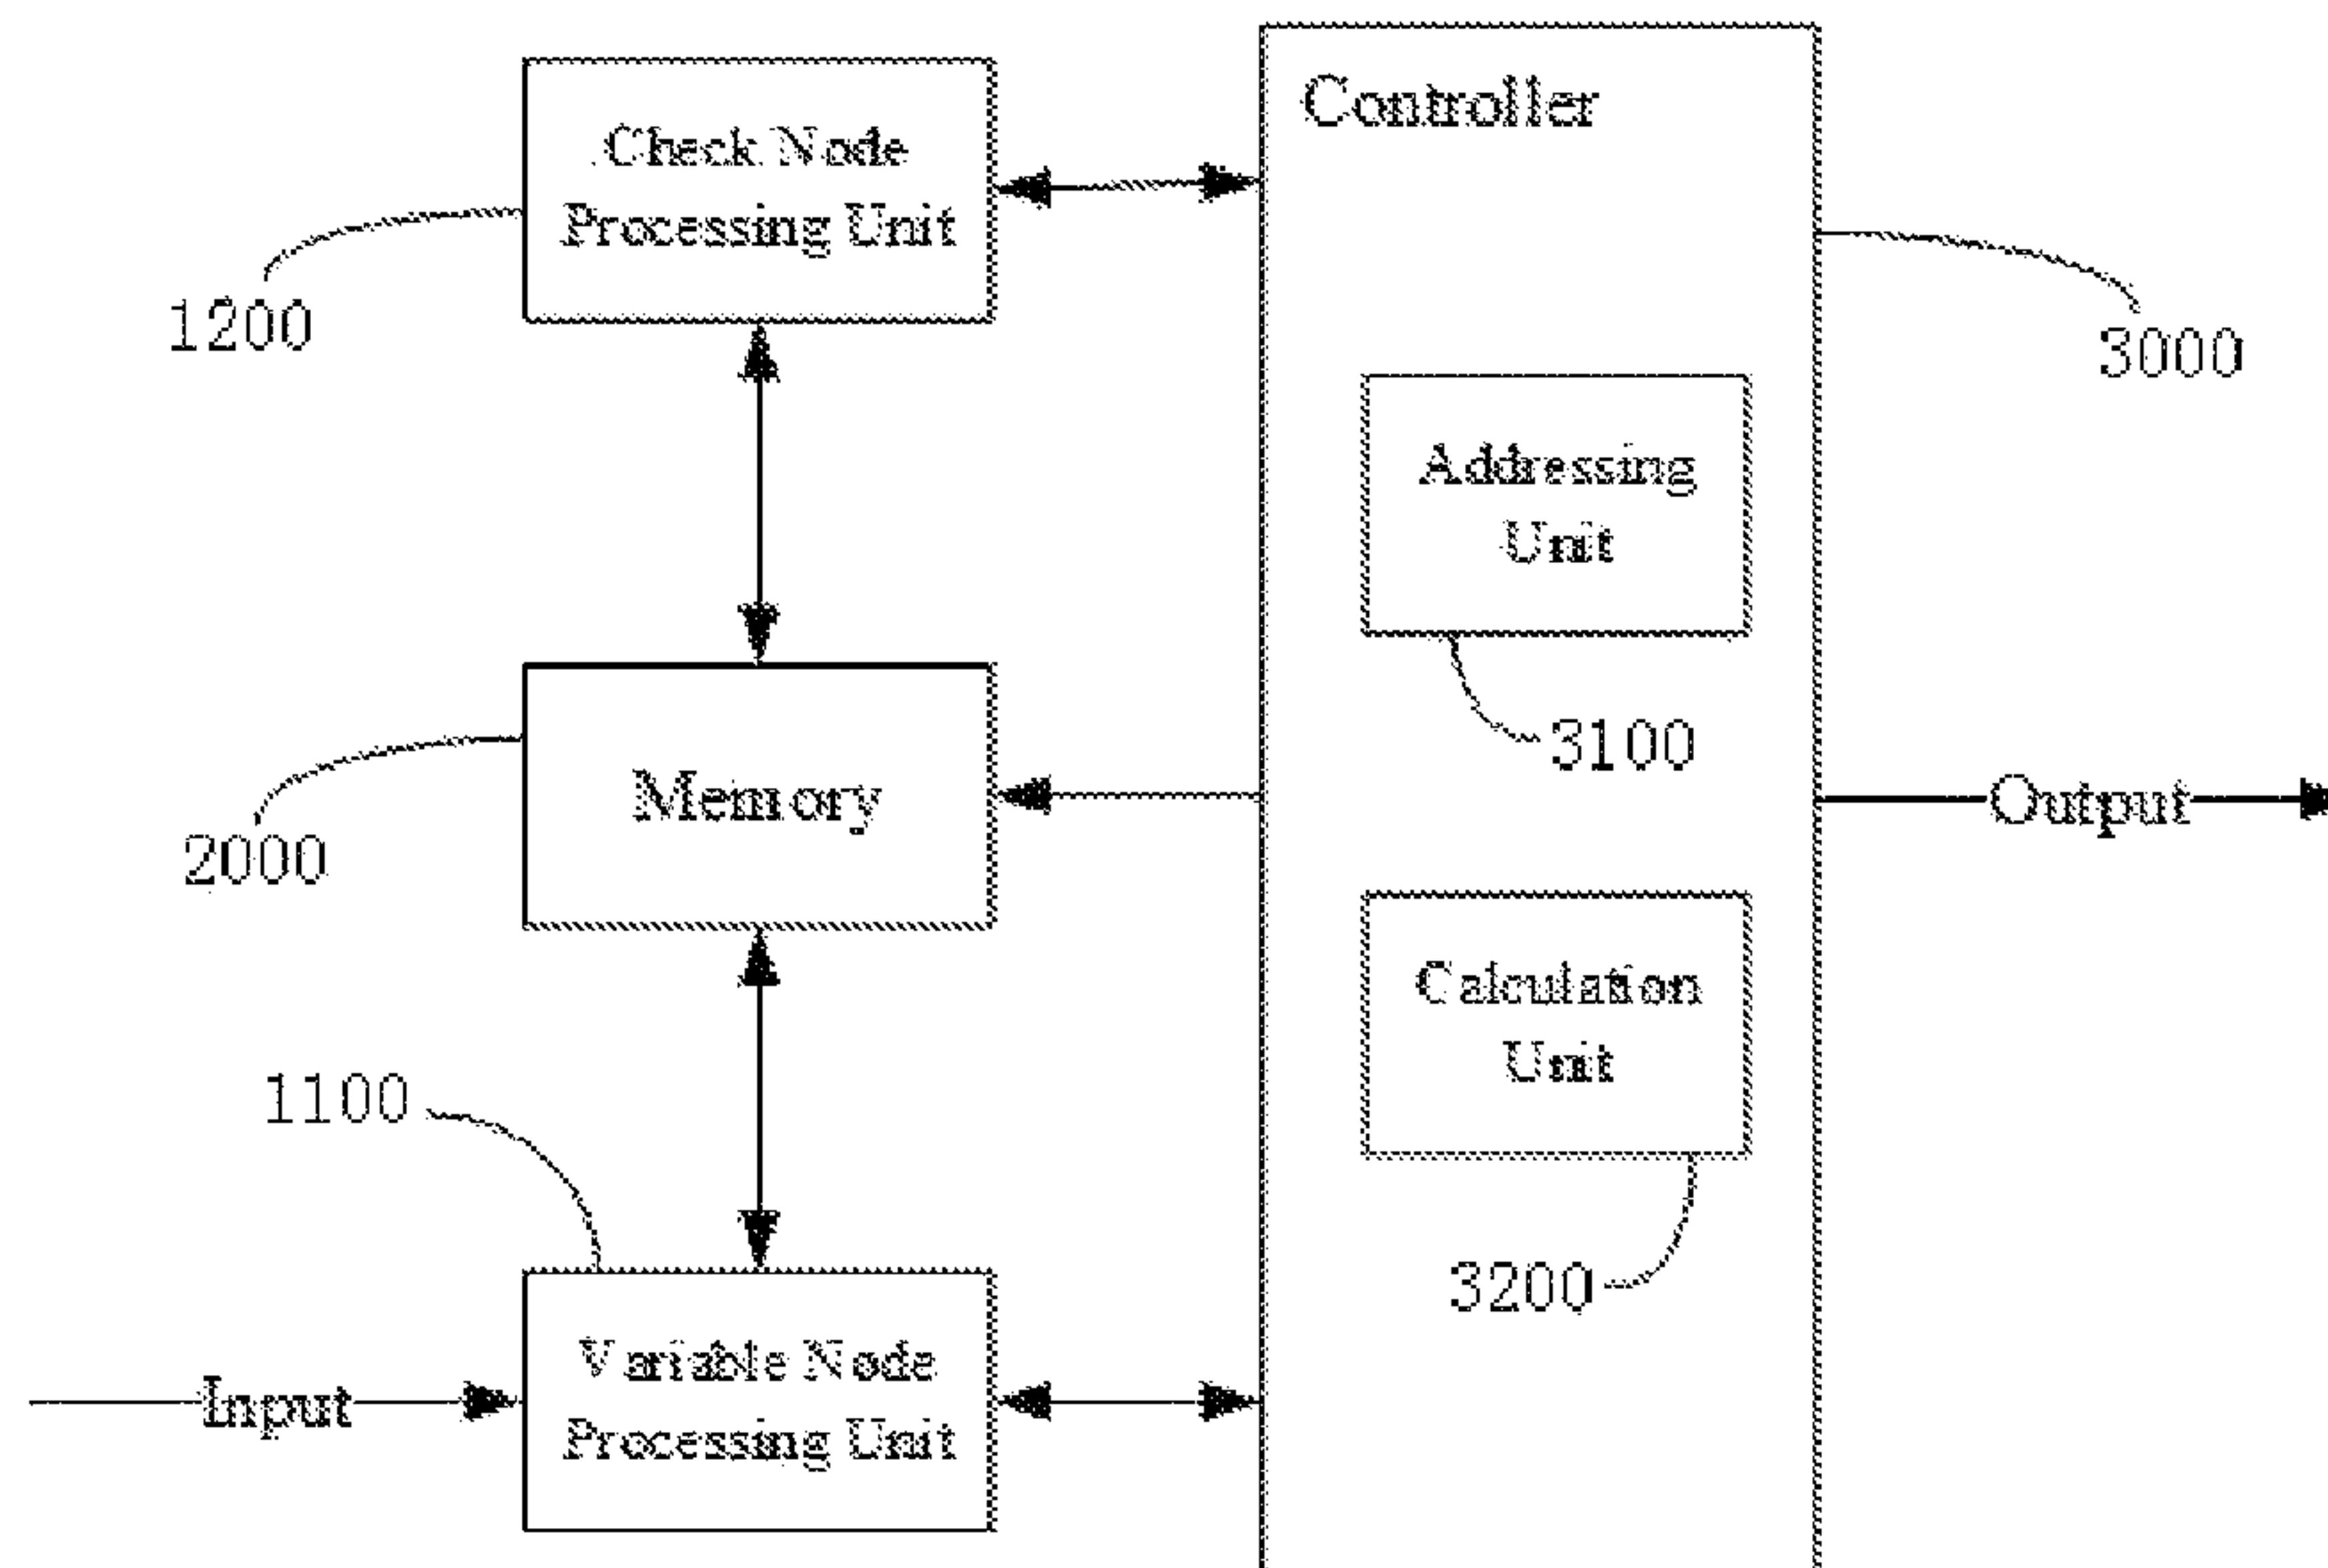 Check Node
Processing Unit
1200
Controller
3000
Addressing
Unit
3100
Memory
2000
Output
Calculation
Unit
3200
1100
Input
Variable Node
Processing Unit